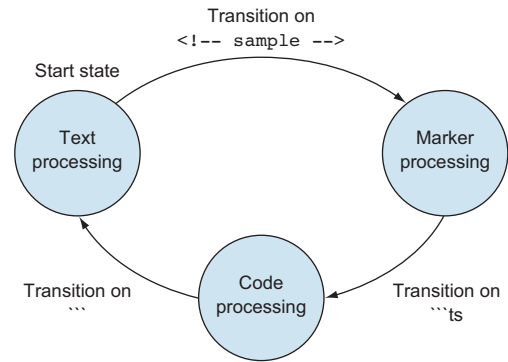 Transition on
<!-- sample -->
Start state
Text
processing
Marker
processing
Code
processing
Transition on
```
Transition on
```ts